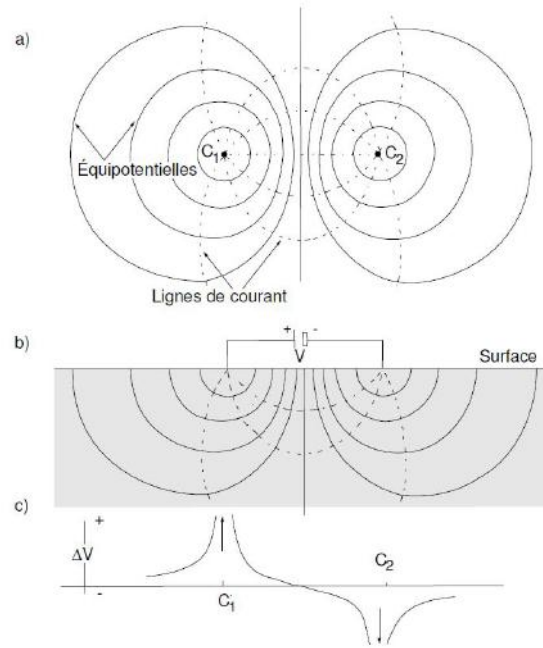 a)
C1
C2
Équipotentielles
Lignes de courant
b)
+ -
V
Surface
c)
+
ΔV
-
C1
C2